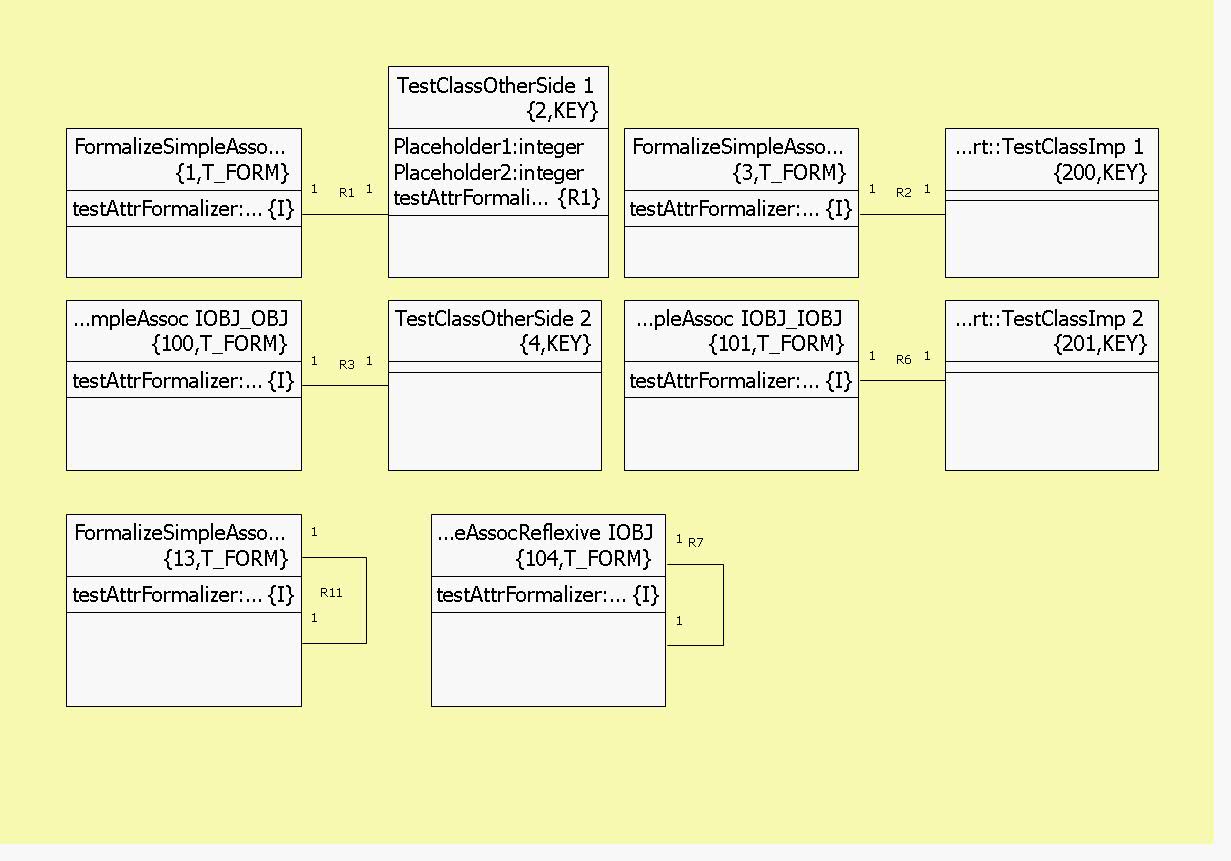 TestClassOtherSide 1
{2,KEY}
Placeholder1:integer
Placeholder2:integer
testAttrFormali... {R1}
FormalizeSimpleAsso...
{1,T_FORM}
testAttrFormalizer:... {I}
1 R1 1
FormalizeSimpleAsso...
{3,T_FORM}
testAttrFormalizer:... {I}
1 R2 1
...rt::TestClassImp 1
{200,KEY}
...mpleAssoc IOBJ_OBJ
{100,T_FORM}
testAttrFormalizer:... {I}
1 R3 1
TestClassOtherSide 2
{4,KEY}
...pleAssoc IOBJ_IOBJ
{101,T_FORM}
testAttrFormalizer:... {I}
1 R6 1
...rt::TestClassImp 2
{201,KEY}
FormalizeSimpleAsso...
{13,T_FORM}
testAttrFormalizer:... {I}
1
R11
1
...eAssocReflexive IOBJ
{104,T_FORM}
testAttrFormalizer:... {I}
1 R7
1